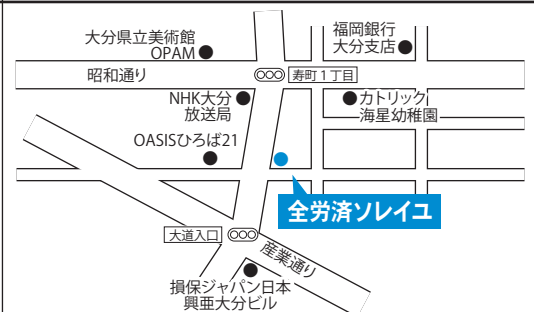 大分県立美術館
OPAM
福岡銀行
大分支店
昭和通り
寿町1丁目
NHK大分
放送局
カトリック
海星幼稚園
OASISひろば21
全労済ソレイユ
大道入口
産業通り
損保ジャパン日本
興亜大分ビル